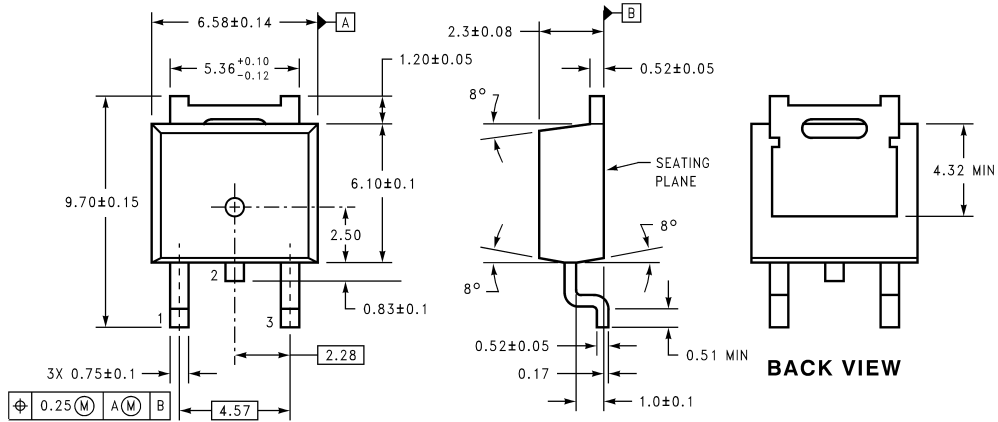 6.58±0.14
A
5.36 +0.10 -0.12
1.20±0.05
9.70±0.15
6.10±0.1
2.50
2
0.83±0.1
1
3
2.28
3X 0.75±0.1
⌖ 0.25Ⓜ AⓂ B
4.57
B
2.3±0.08
0.52±0.05
8°
SEATING
PLANE
8°
8°
0.52±0.05
0.51 MIN
0.17
1.0±0.1
4.32 MIN
BACK VIEW